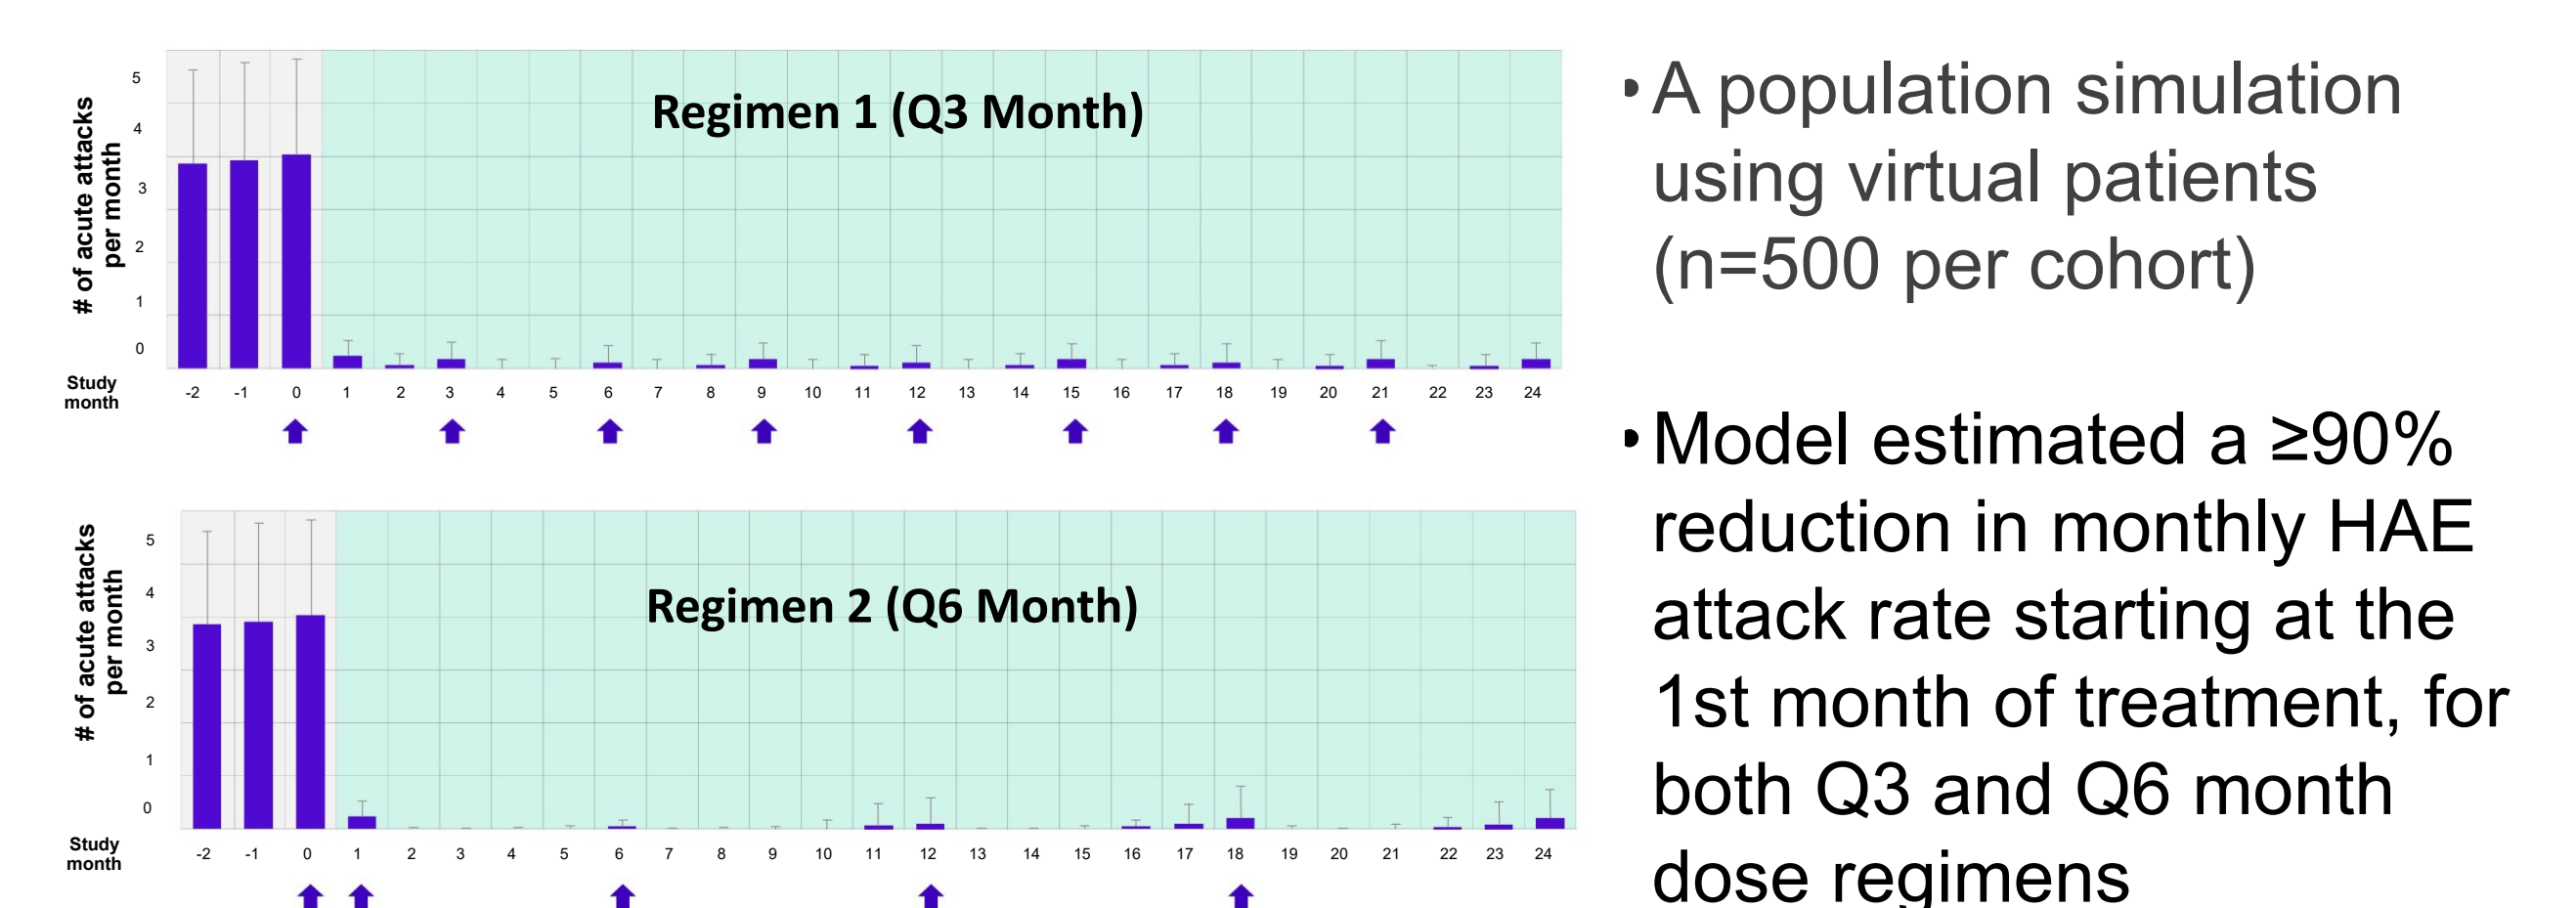 Regimen 1 (Q3 Month)
# of acute attacks
per month
5
4
3
2
1
0
Study
month
-2 -1 0 1 2 3 4 5 6 7 8 9 10 11 12 13 14 15 16 17 18 19 20 21 22 23 24
Regimen 2 (Q6 Month)
# of acute attacks
per month
5
4
3
2
1
0
Study
month
-2 -1 0 1 2 3 4 5 6 7 8 9 10 11 12 13 14 15 16 17 18 19 20 21 22 23 24
•A population simulation
using virtual patients
(n=500 per cohort)
•Model estimated a ≥90%
reduction in monthly HAE
attack rate starting at the
1st month of treatment, for
both Q3 and Q6 month
dose regimens